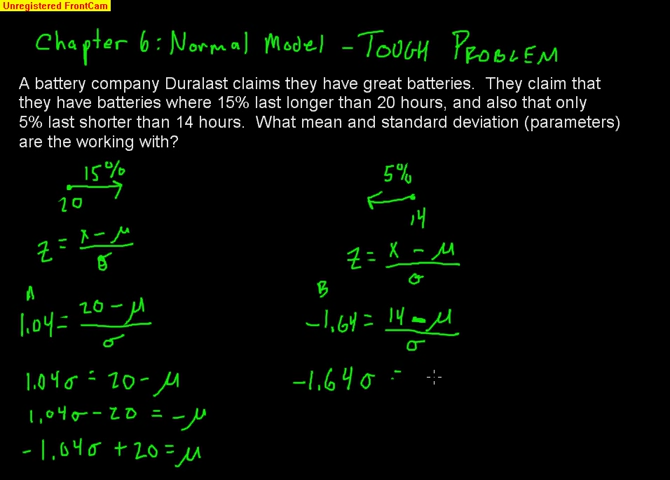 Unregistered FrontCam
Chapter 6: Normal Model - TOUGH PROBLEM
A battery company Duralast claims they have great batteries. They claim that
they have batteries where 15% last longer than 20 hours, and also that only
5% last shorter than 14 hours. What mean and standard deviation (parameters)
are the working with?
15%
20
z = x - μ / σ
A
1.04 = 20 - μ / σ
1.04σ = 20 - μ
1.04σ - 20 = -μ
-1.04σ + 20 = μ
5%
14
z = x - μ / σ
B
-1.64 = 14 - μ / σ
-1.64σ =